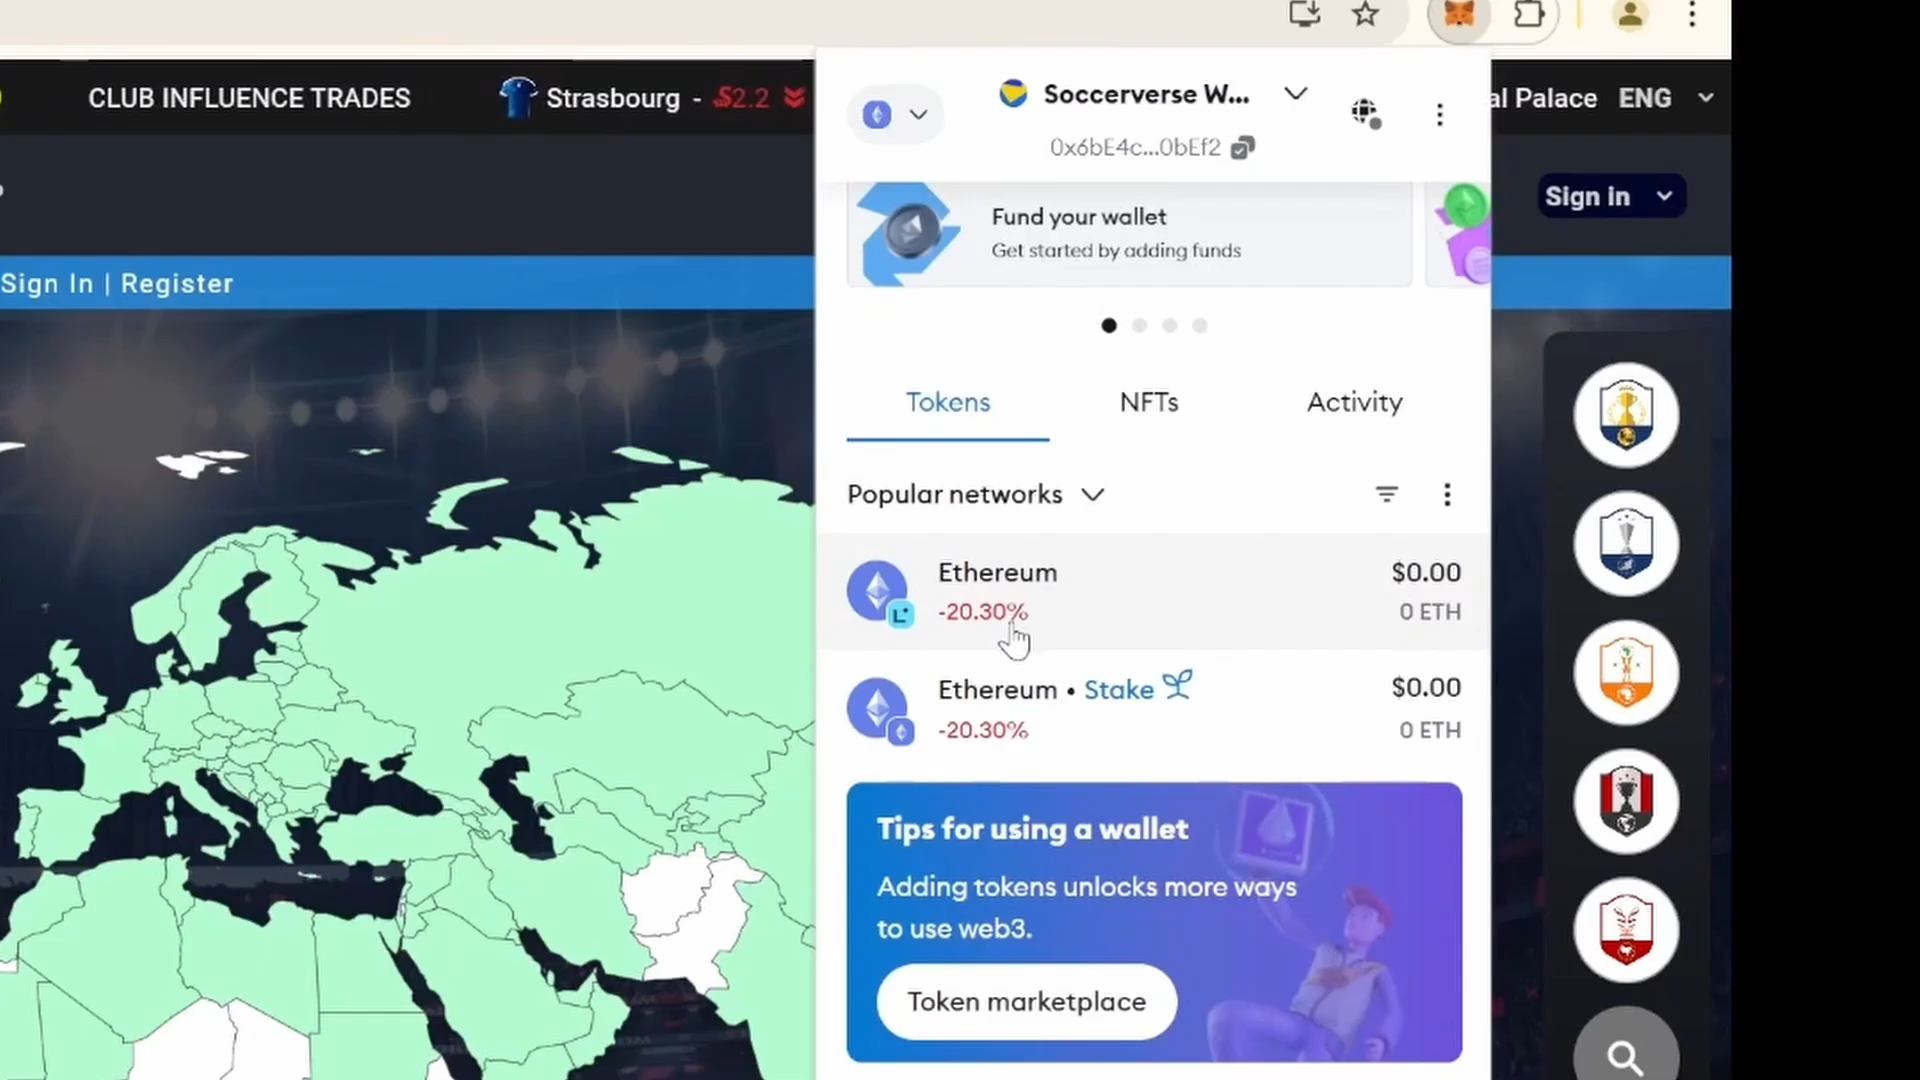 CLUB INFLUENCE TRADES
Strasbourg - S2.2
al Palace
ENG
Soccerverse W...
0x6bE4c...0bEf2
Sign in
Fund your wallet
Get started by adding funds
Sign In | Register
Tokens
NFTs
Activity
Popular networks
Ethereum
$0.00
-20.30%
0 ETH
Ethereum • Stake
$0.00
-20.30%
0 ETH
Tips for using a wallet
Adding tokens unlocks more ways
to use web3.
Token marketplace